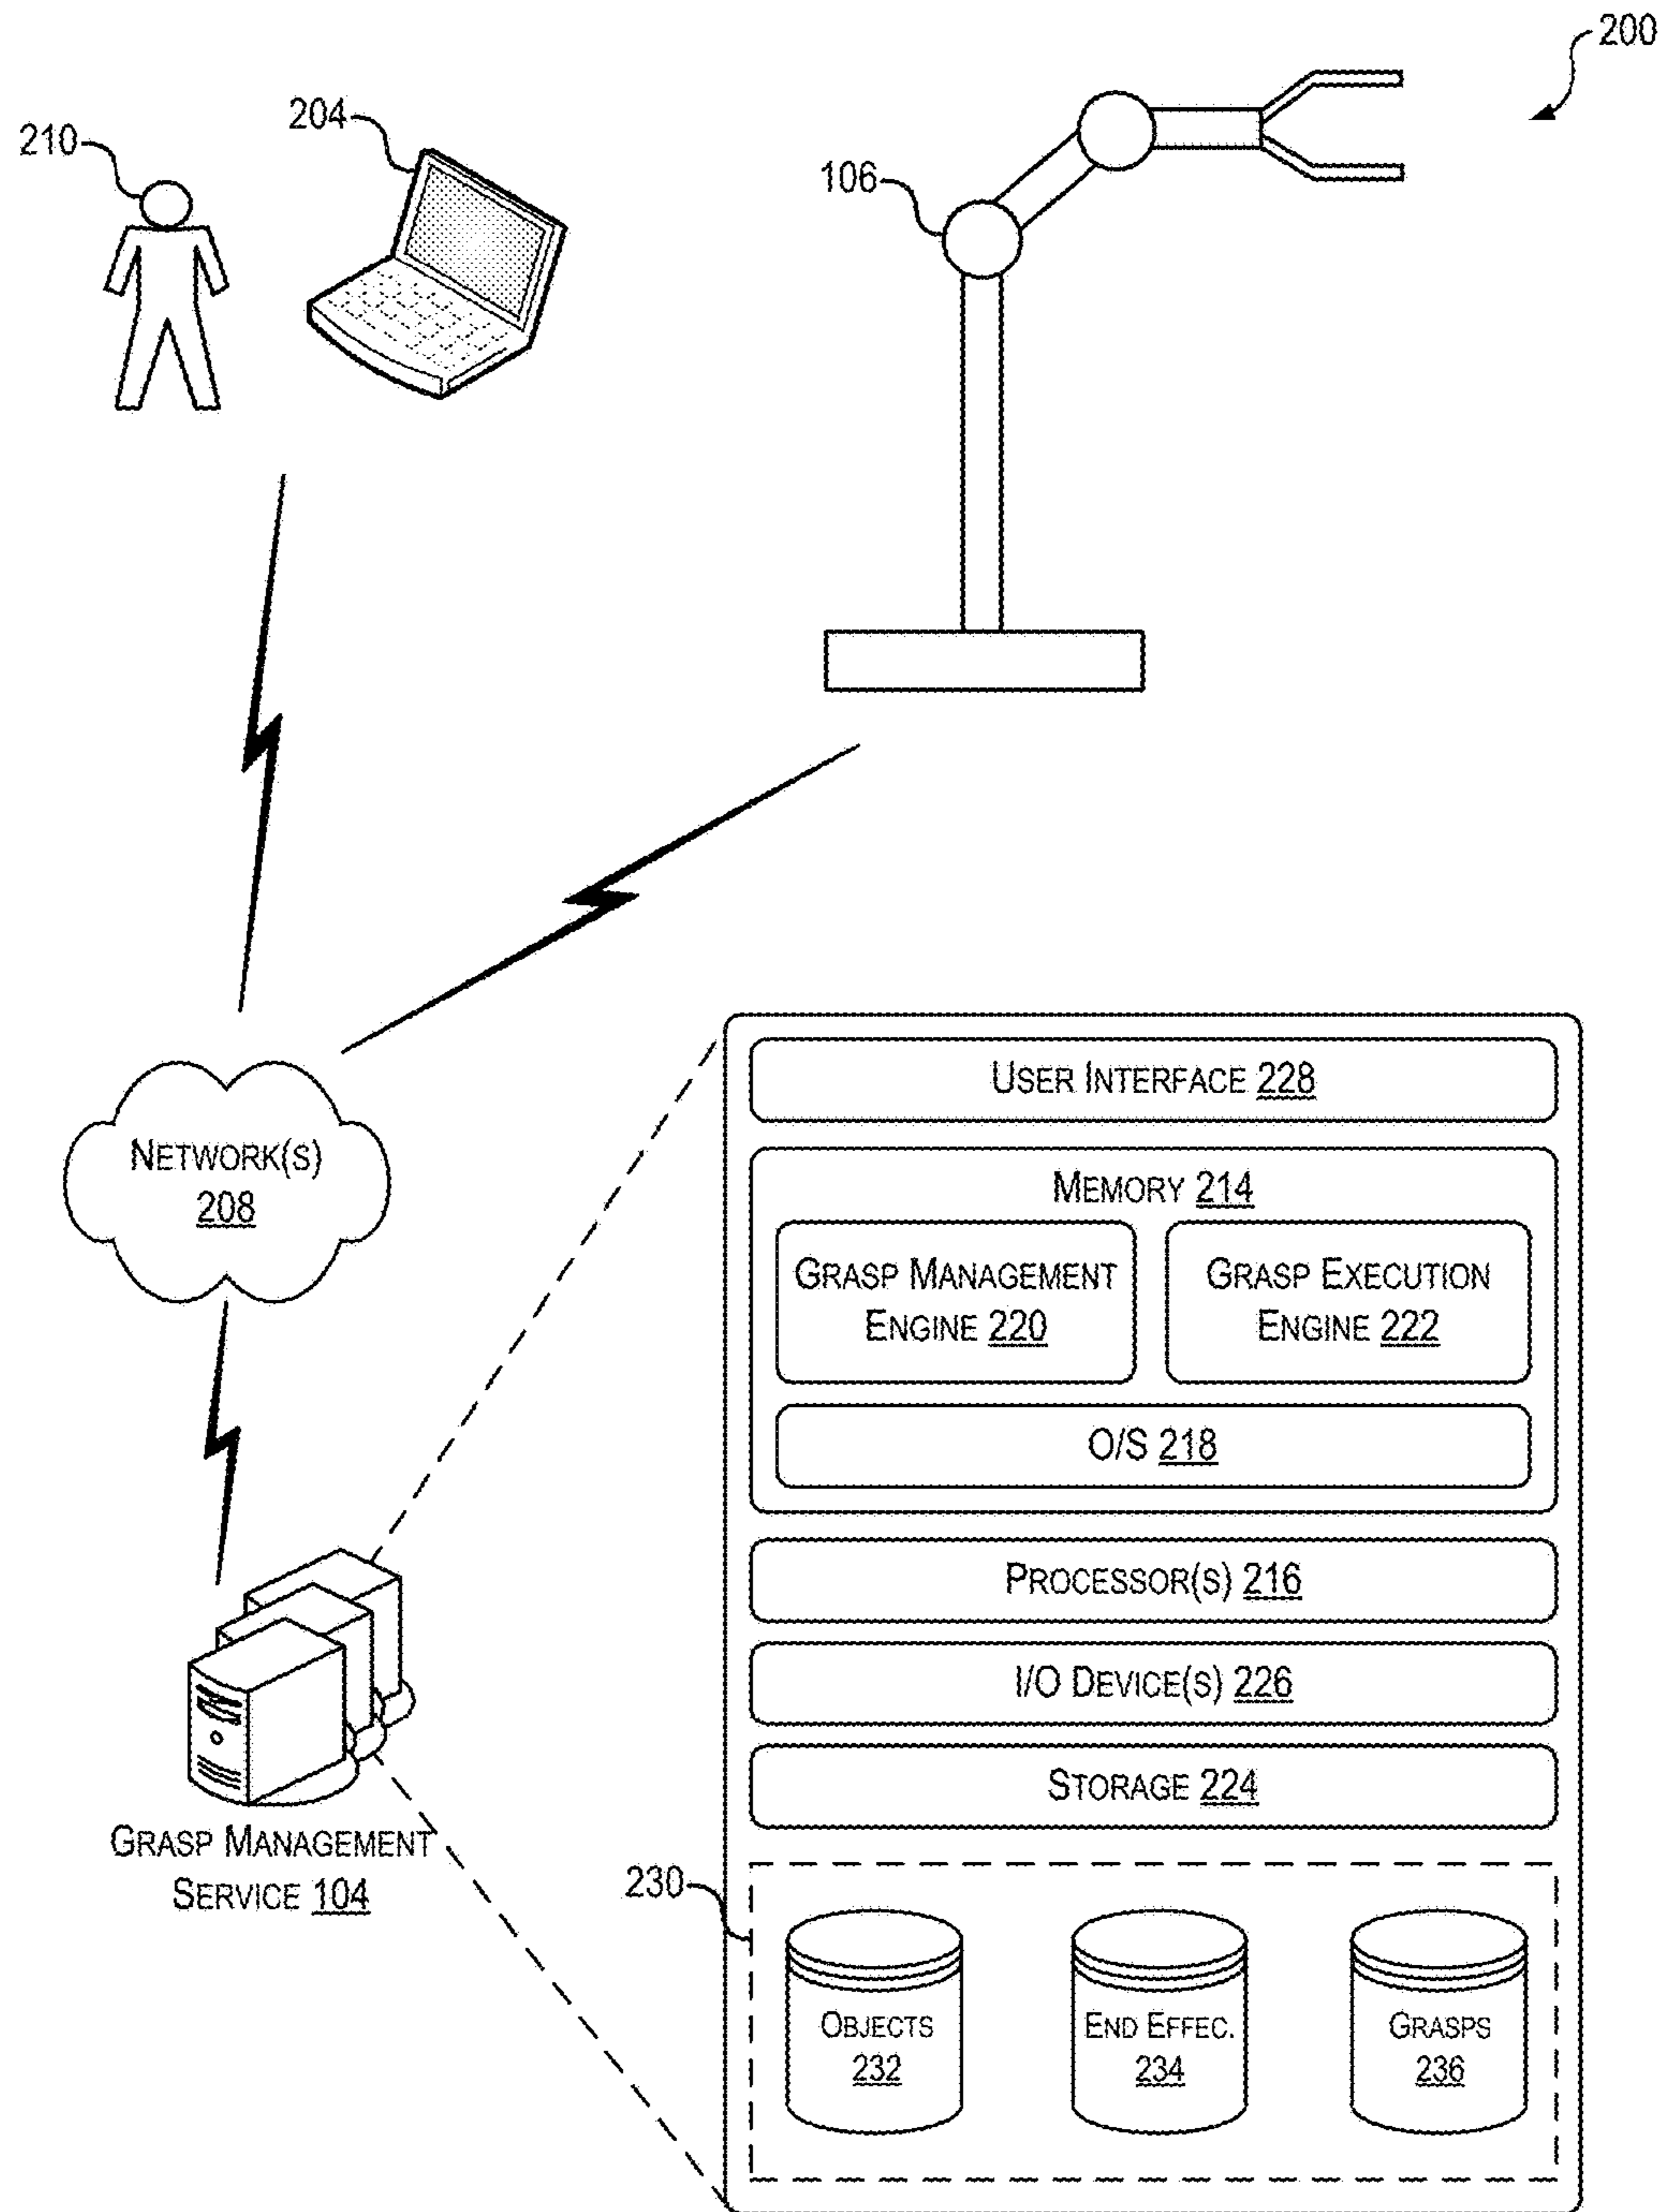 200
204
210
106
USER INTERFACE 228
NETWORK(S)
208
MEMORY 214
GRASP MANAGEMENT
ENGINE 220
GRASP EXECUTION
ENGINE 222
O/S 218
PROCESSOR(S) 216
I/O DEVICE(S) 226
STORAGE 224
GRASP MANAGEMENT
SERVICE 104
230
OBJECTS
232
END EFFEC.
234
GRASPS
236